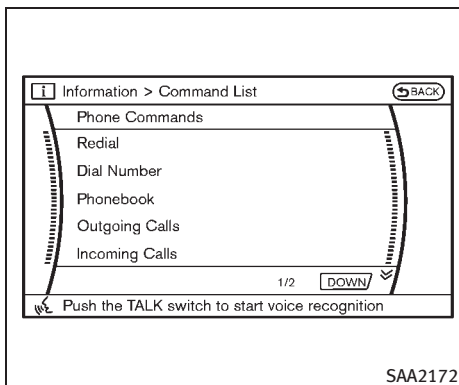 i Information > Command List BACK
Phone Commands
Redial
Dial Number
Phonebook
Outgoing Calls
Incoming Calls
1/2 DOWN
Push the TALK switch to start voice recognition
SAA2172